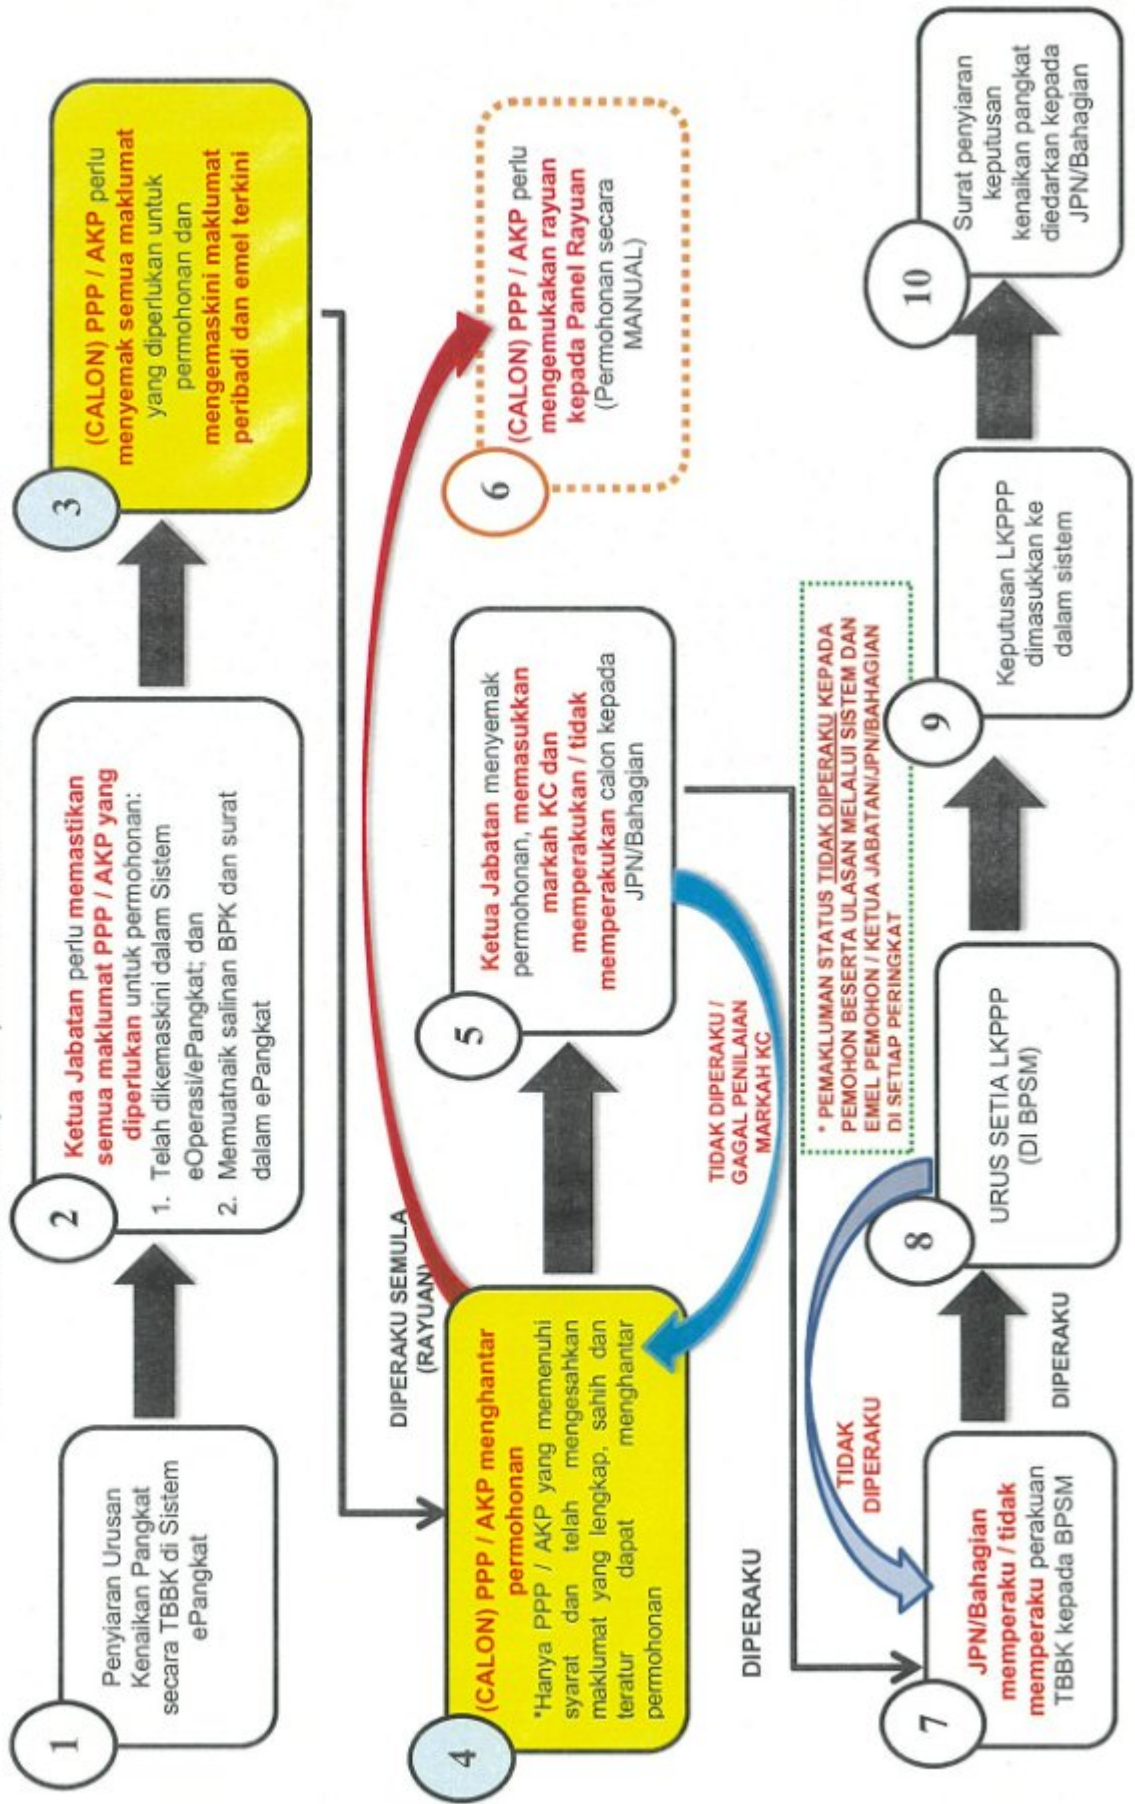 1
Penyiaran Urusan
Kenaikan Pangkat
secara TBBK di Sistem
ePangkat
2
Ketua Jabatan perlu memastikan
semua maklumat PPP / AKP yang
diperlukan untuk permohonan:
1. Telah dikemaskini dalam Sistem
eOperasi/ePangkat; dan
2. Memuatnaik salinan BPK dan surat
dalam ePangkat
3
(CALON) PPP / AKP perlu
menyemak semua maklumat
yang diperlukan untuk
permohonan dan
mengemaskini maklumat
peribadi dan emel terkini
DIPERAKU SEMULA
(RAYUAN)
4
(CALON) PPP / AKP menghantar
permohonan
*Hanya PPP / AKP yang memenuhi
syarat dan telah mengesahkan
maklumat yang lengkap, sahih dan
teratur dapat menghantar
permohonan
5
Ketua Jabatan menyemak
permohonan, memasukkan
markah KC dan
memperakukan / tidak
memperakukan calon kepada
JPN/Bahagian
6
(CALON) PPP / AKP perlu
mengemukakan rayuan
kepada Panel Rayuan
(Permohonan secara
MANUAL)
TIDAK DIPERAKU /
GAGAL PENILAIAN
MARKAH KC
DIPERAKU
* PEMAKLUMAN STATUS TIDAK DIPERAKU KEPADA
PEMOHON BESERTA ULASAN MELALUI SISTEM DAN
EMEL PEMOHON / KETUA JABATAN/JPN/BAHAGIAN
DI SETIAP PERINGKAT
TIDAK
DIPERAKU
7
JPN/Bahagian
memperaku / tidak
memperaku perakuan
TBBK kepada BPSM
DIPERAKU
8
URUS SETIA LKPPP
(DI BPSM)
9
Keputusan LKPPP
dimasukkan ke
dalam sistem
10
Surat penyiaran
keputusan
kenaikan pangkat
diedarkan kepada
JPN/Bahagian